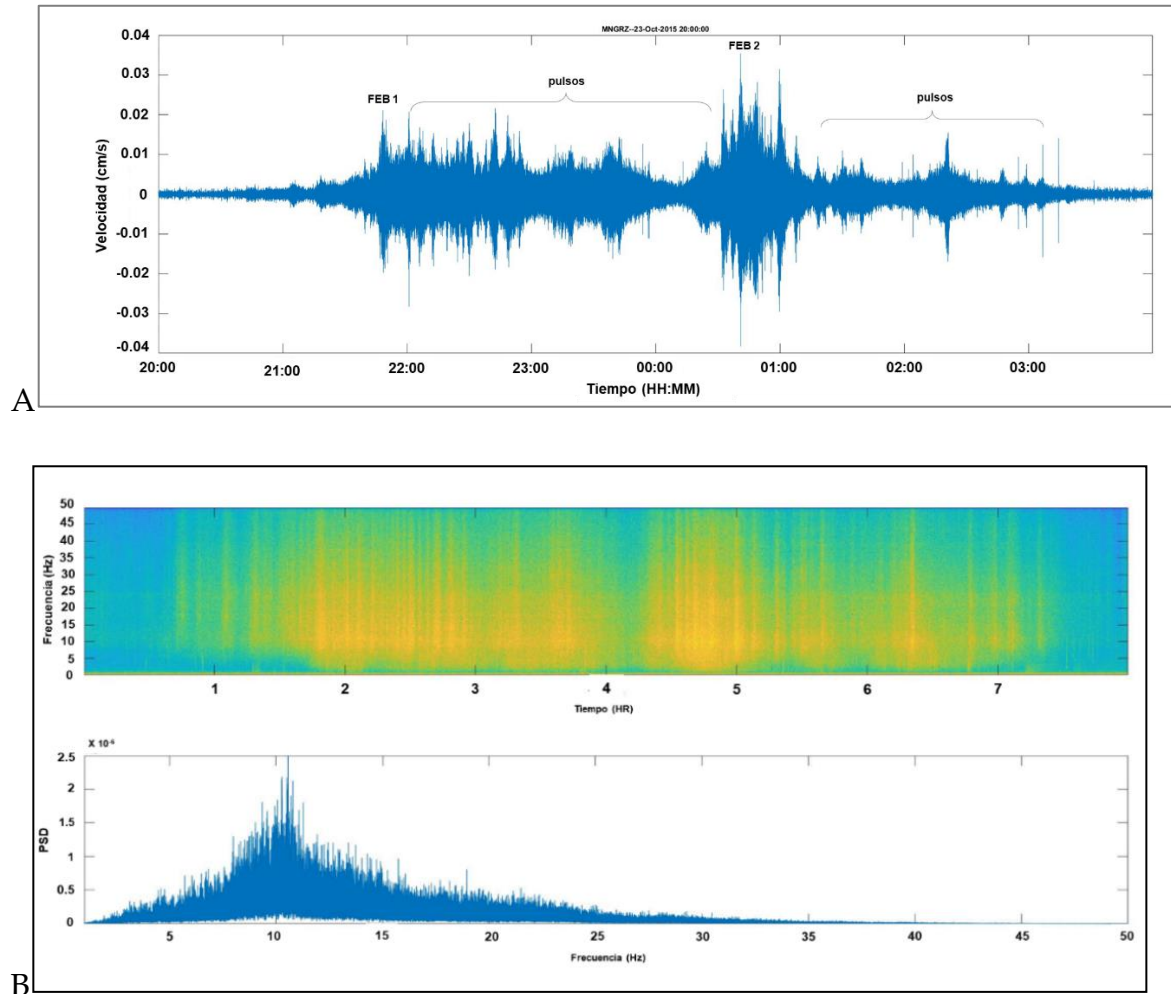 MNGRZ--23-Oct-2015 20:00:00
0.04
0.03
0.02
0.01
0
-0.01
-0.02
-0.03
-0.04
Velocidad (cm/s)
FEB 1
pulsos
FEB 2
pulsos
20:00 21:00 22:00 23:00 00:00 01:00 02:00 03:00
Tiempo (HH:MM)
A
50
45
40
35
30
25
20
15
10
5
0
Frecuencia (Hz)
1 2 3 4 5 6 7
Tiempo (HR)
2.5
2
1.5
1
0.5
0
PSD
5 10 15 20 25 30 35 40 45 50
Frecuencia (Hz)
B